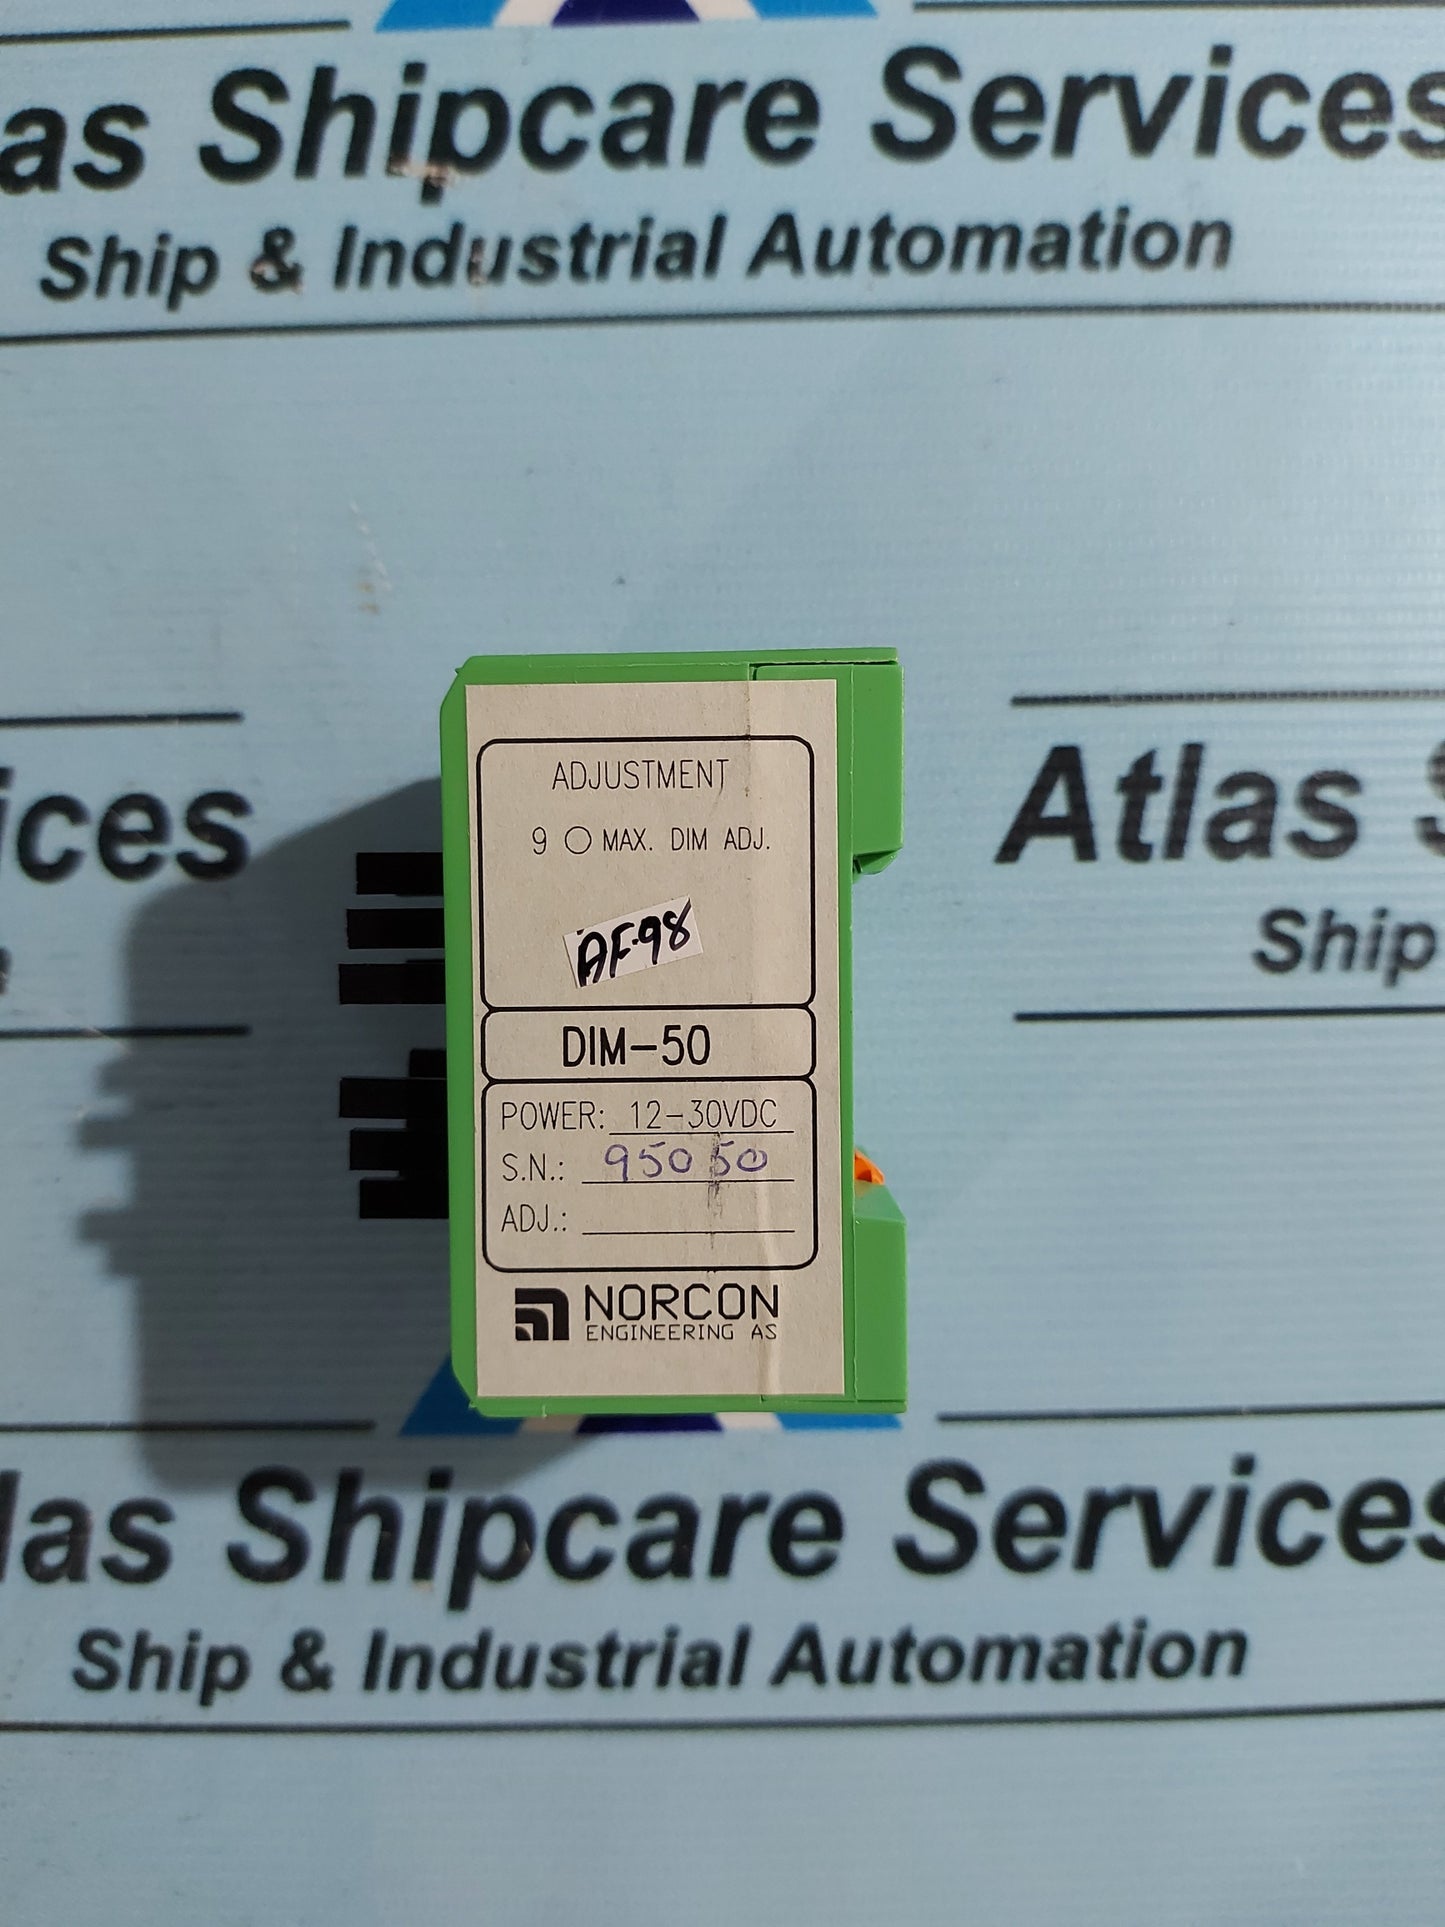 as Shipcare Services
Ship & Industrial Automation
ices
Atlas S
Ship
ADJUSTMENT
9 ○ MAX. DIM ADJ.
AF-98
DIM-50
POWER: 12-30VDC
S.N.: 95050
ADJ.:
NORCON
ENGINEERING AS
las Shipcare Services
Ship & Industrial Automation